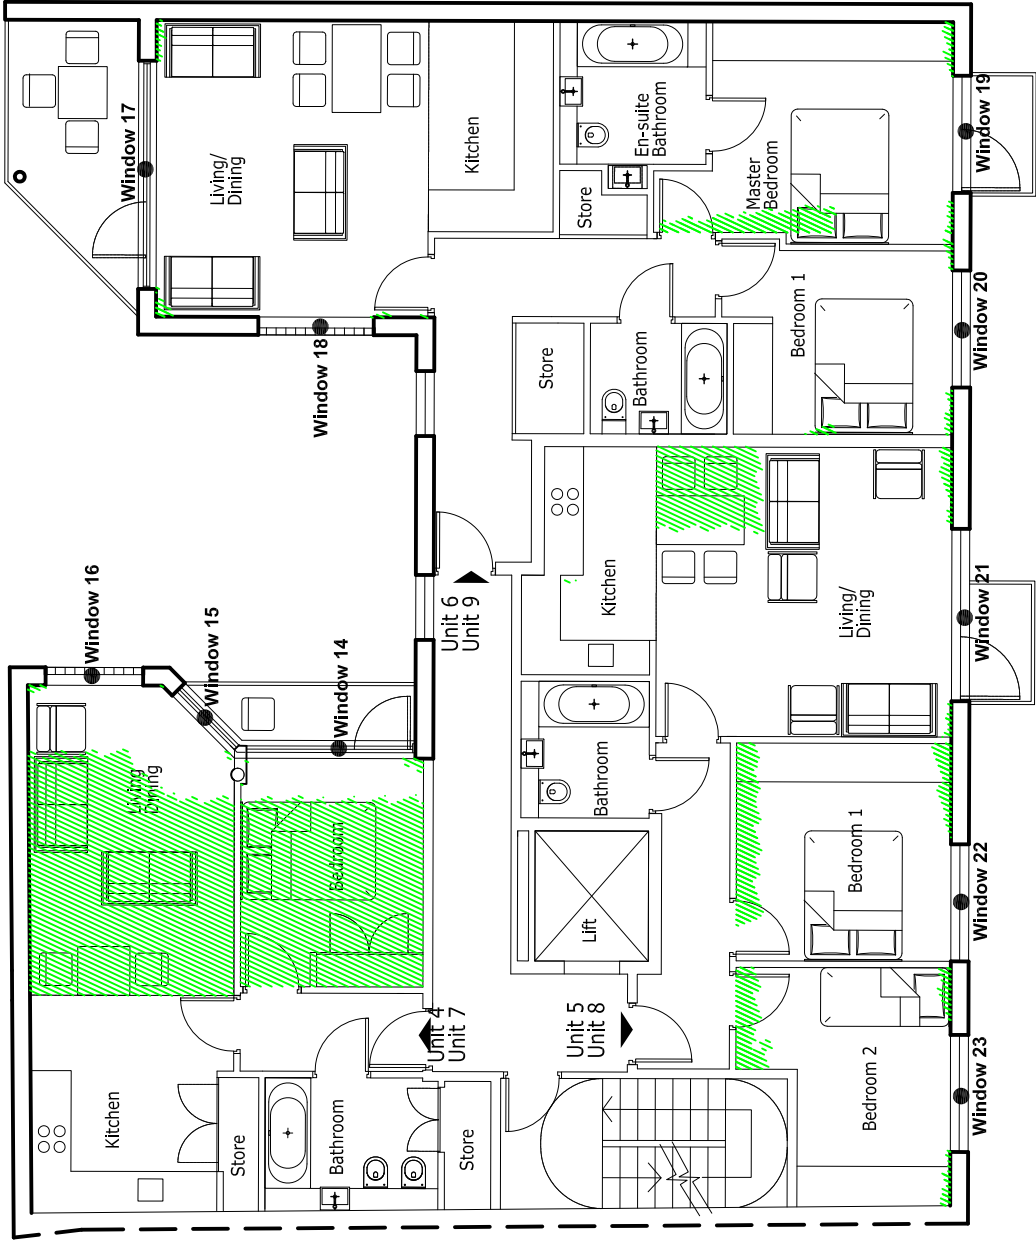 Window 17
Living/
Dining
Kitchen
En-suite
Bathroom
Store
Master
Bedroom
Window 19
Window 18
Store
Bathroom
Bedroom 1
Window 20
Window 16
Window 15
Window 14
Unit 6
Unit 9
Kitchen
Living/
Dining
Window 21
Living/
Dining
Bedroom
Bathroom
Lift
Bedroom 1
Window 22
Unit 4
Unit 7
Unit 5
Unit 8
Kitchen
Store
Bathroom
Store
Bedroom 2
Window 23